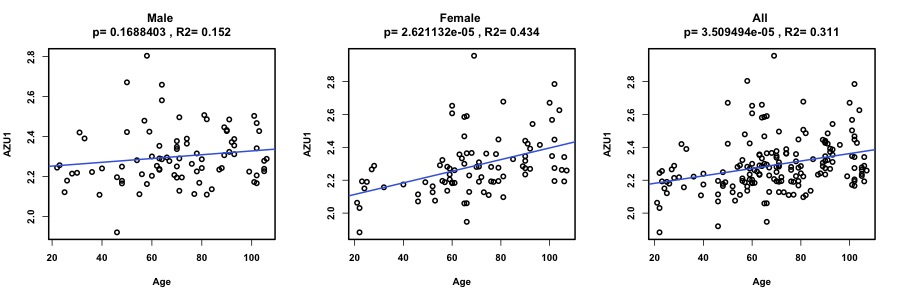 Male
p= 0.1688403 , R2= 0.152
AZU1
2.0 2.2 2.4 2.6 2.8
20 40 60 80 100
Age
Female
p= 2.621132e-05 , R2= 0.434
AZU1
2.0 2.2 2.4 2.6 2.8
20 40 60 80 100
Age
All
p= 3.509494e-05 , R2= 0.311
AZU1
2.0 2.2 2.4 2.6 2.8
20 40 60 80 100
Age